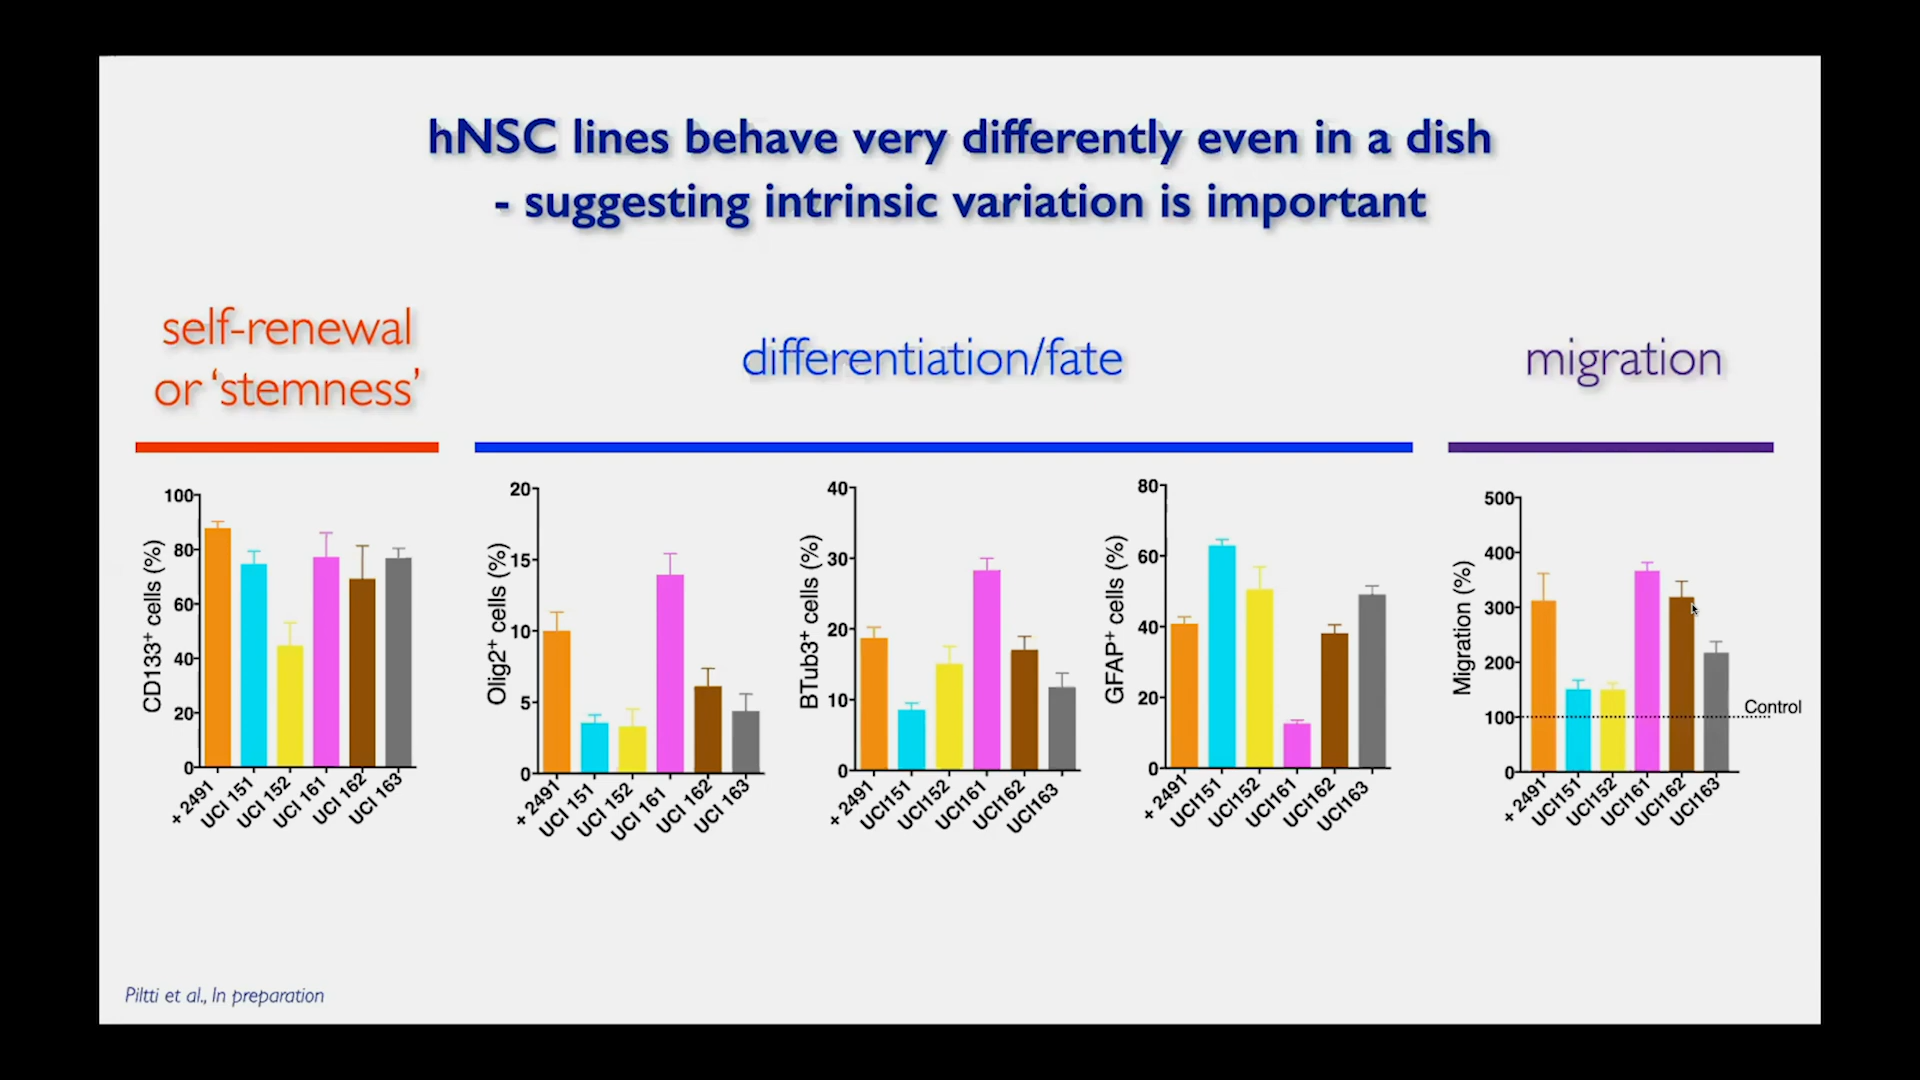 hNSC lines behave very differently even in a dish
- suggesting intrinsic variation is important
self-renewal
or 'stemness'
differentiation/fate
migration
CD133+ cells (%)
100
80
60
40
20
0
+ 2491
UCI 151
UCI 152
UCI 161
UCI 162
UCI 163
Olig2+ cells (%)
20
15
10
5
0
+ 2491
UCI 151
UCI 152
UCI 161
UCI 162
UCI 163
BTub3+ cells (%)
40
30
20
10
0
+ 2491
UCI151
UCI152
UCI161
UCI162
UCI163
GFAP+ cells (%)
80
60
40
20
0
+ 2491
UCI151
UCI152
UCI161
UCI162
UCI163
Migration (%)
500
400
300
200
100
0
Control
+ 2491
UCI151
UCI152
UCI161
UCI162
UCI163
Piltti et al., In preparation